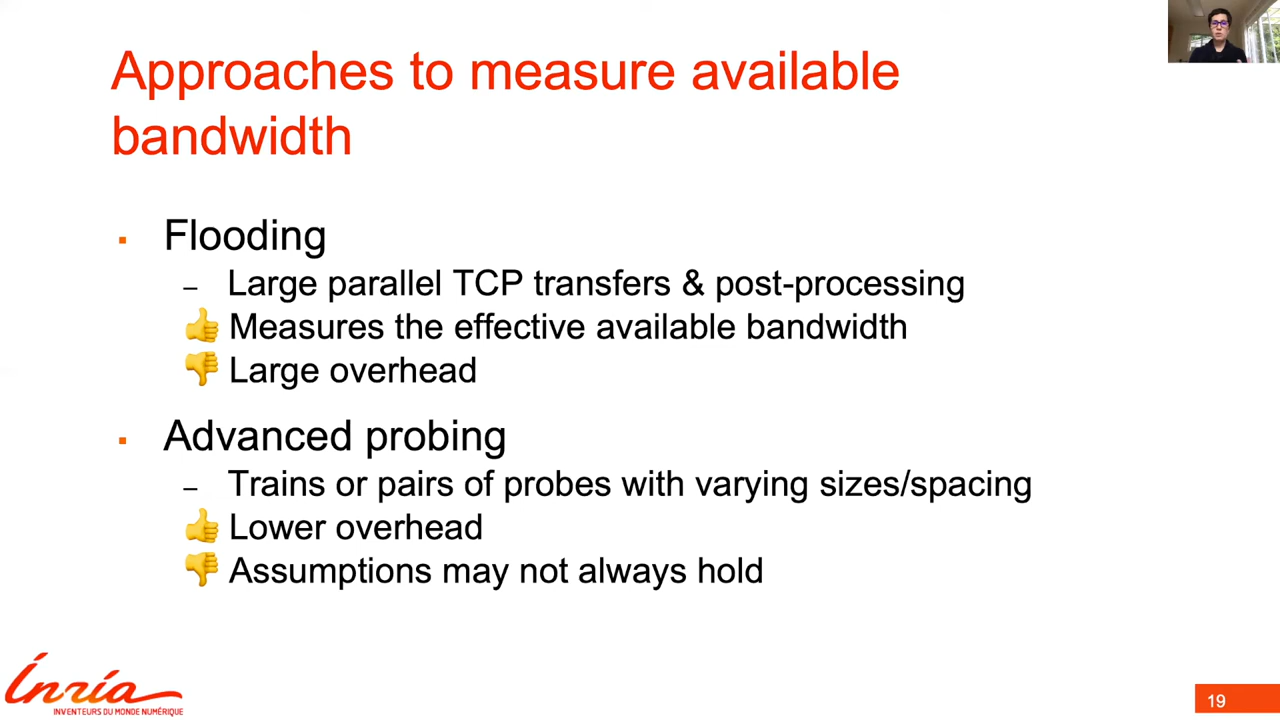 Approaches to measure available
bandwidth
▪ Flooding
– Large parallel TCP transfers & post-processing
👍 Measures the effective available bandwidth
👎 Large overhead
▪ Advanced probing
– Trains or pairs of probes with varying sizes/spacing
👍 Lower overhead
👎 Assumptions may not always hold
Inria
INVENTEURS DU MONDE NUMÉRIQUE
19